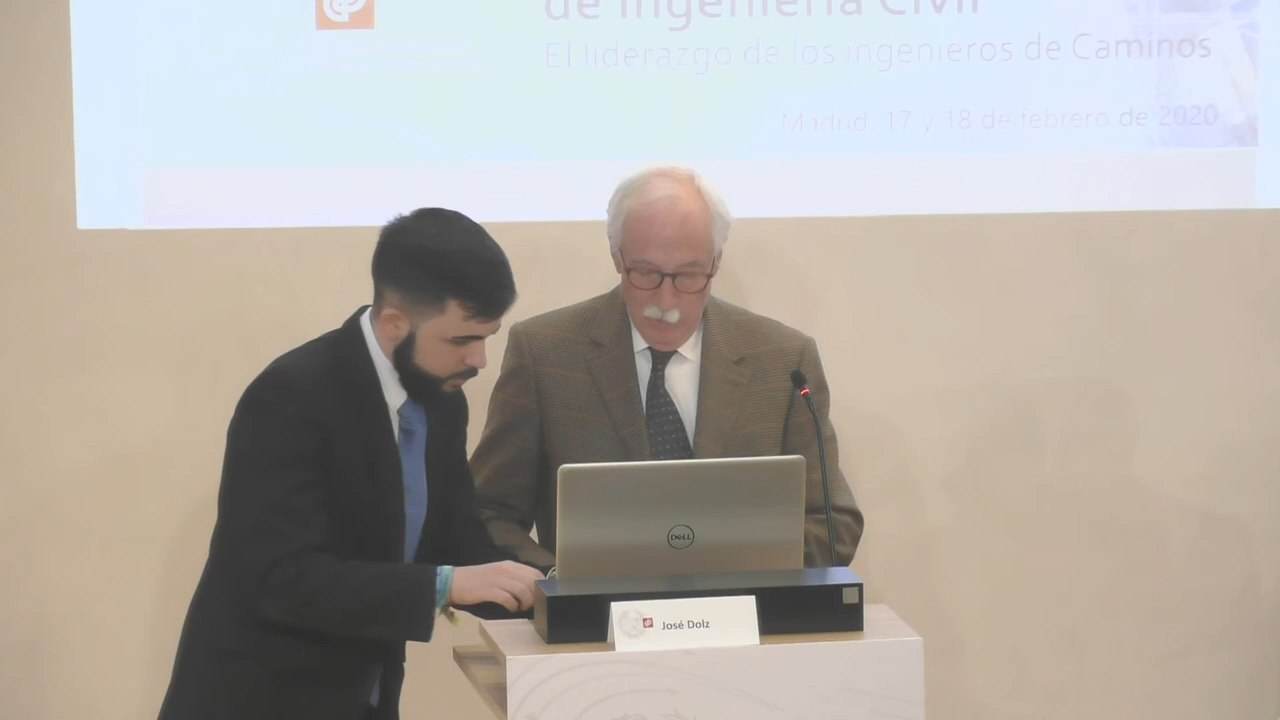 de Ingeniería Civil
El liderazgo de los ingenieros de Caminos
Madrid, 17 y 18 de febrero de 2020
DELL
José Dolz